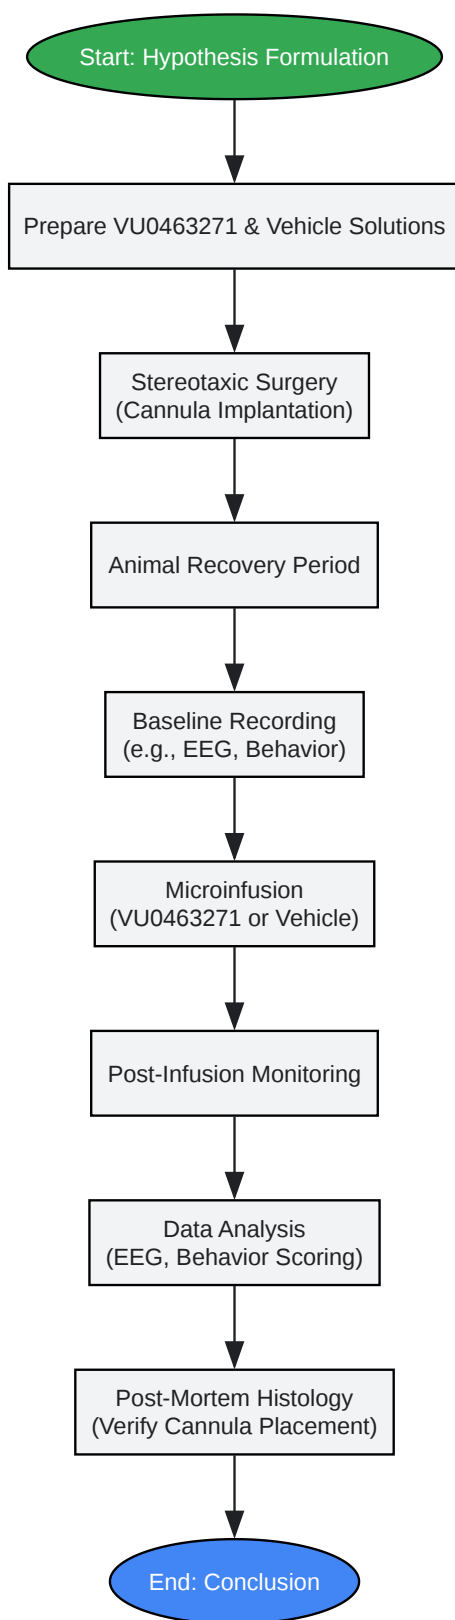 Start: Hypothesis Formulation
Prepare VU0463271 & Vehicle Solutions
Stereotaxic Surgery
(Cannula Implantation)
Animal Recovery Period
Baseline Recording
(e.g., EEG, Behavior)
Microinfusion
(VU0463271 or Vehicle)
Post-Infusion Monitoring
Data Analysis
(EEG, Behavior Scoring)
Post-Mortem Histology
(Verify Cannula Placement)
End: Conclusion